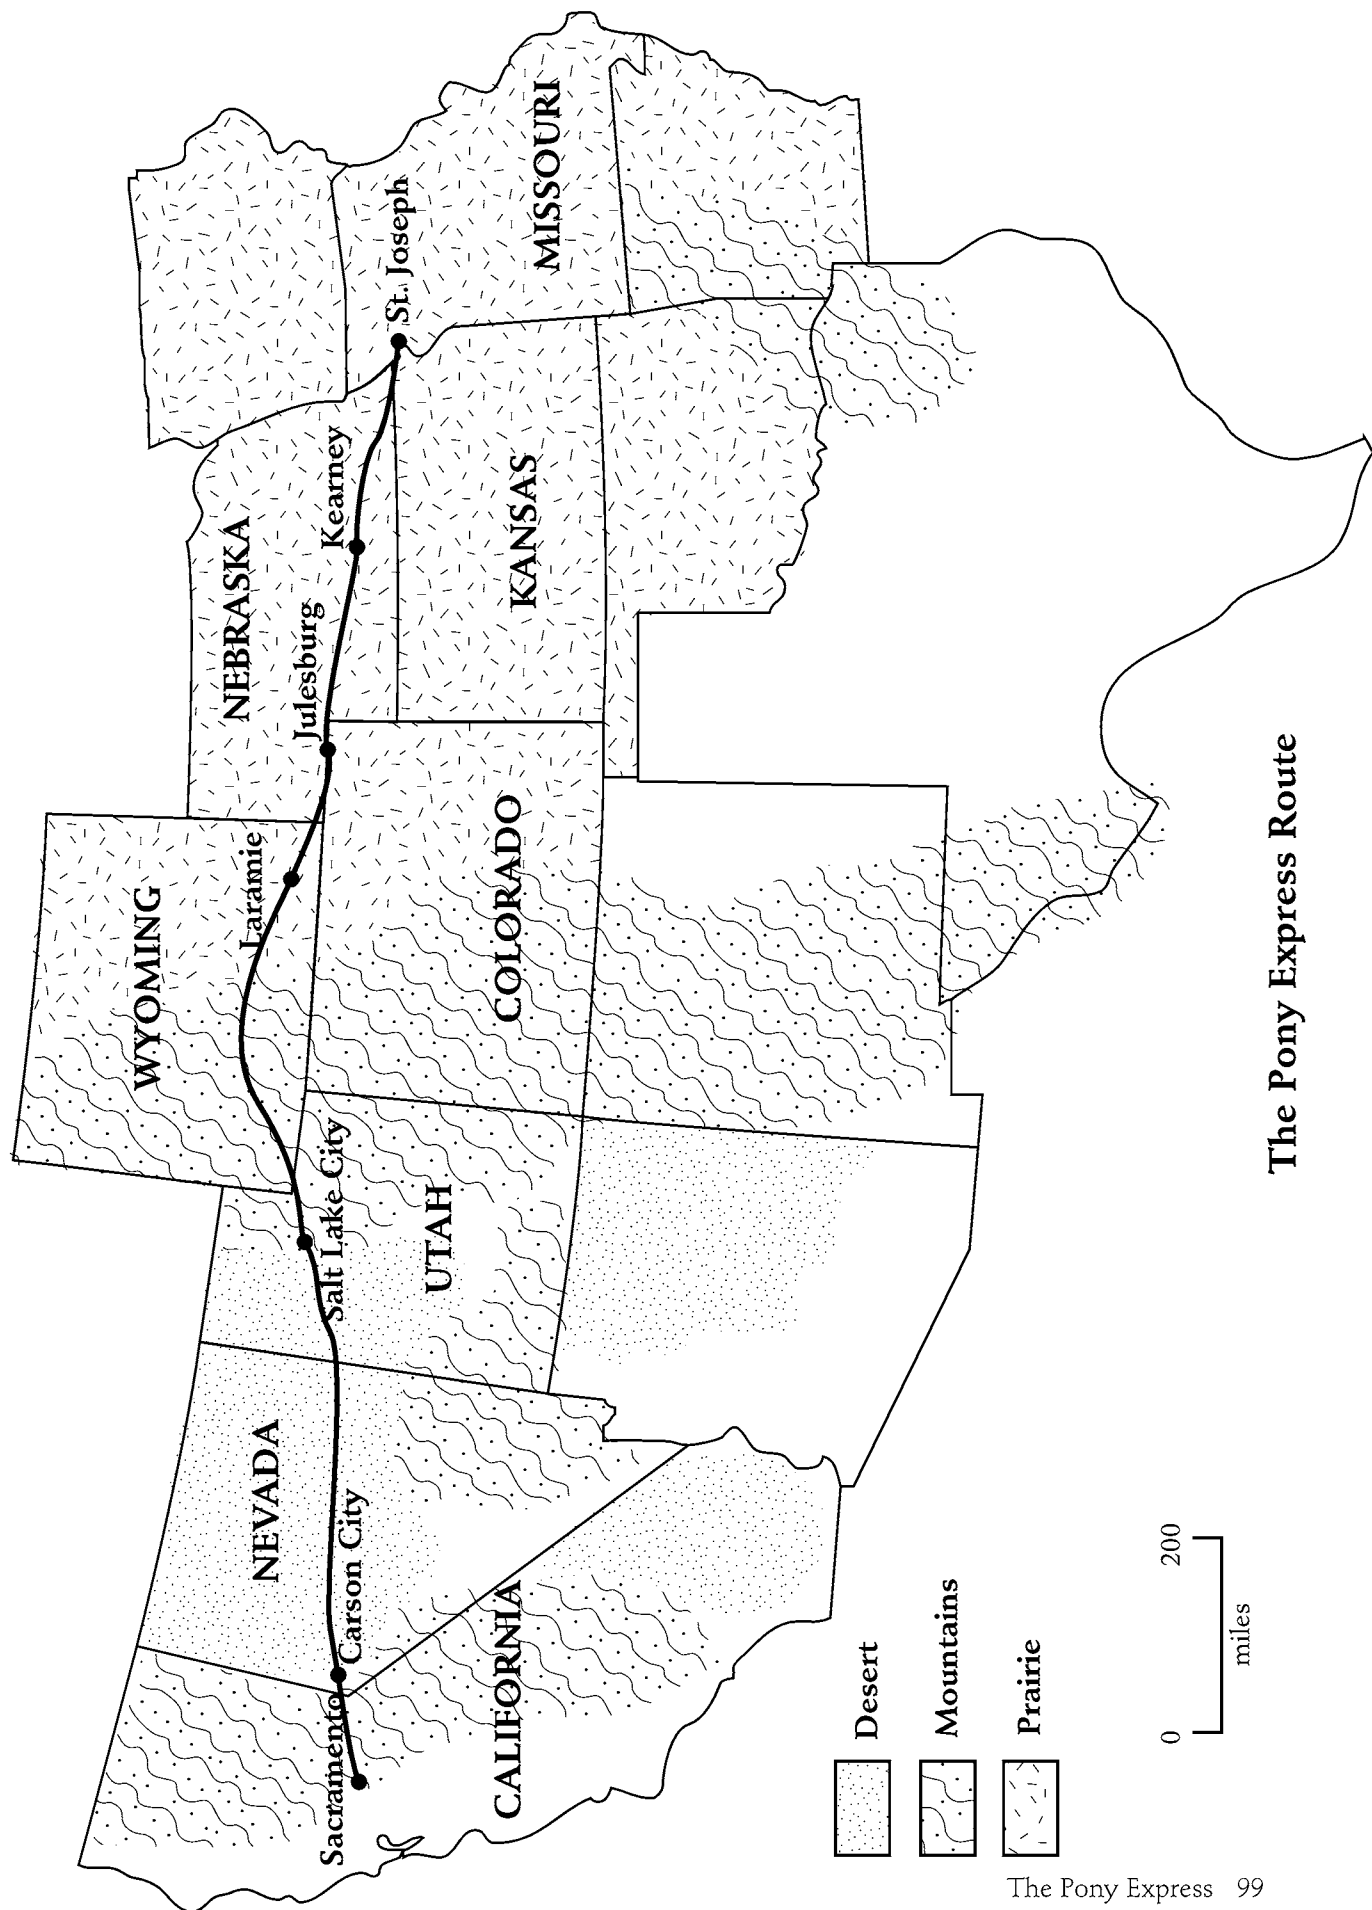 WYOMING
NEBRASKA
Laramie
Julesburg
Kearney
St. Joseph
MISSOURI
KANSAS
COLORADO
UTAH
Salt Lake City
NEVADA
Carson City
Sacramento
CALIFORNIA
Desert
Mountains
Prairie
0 200
miles
The Pony Express Route
The Pony Express 99